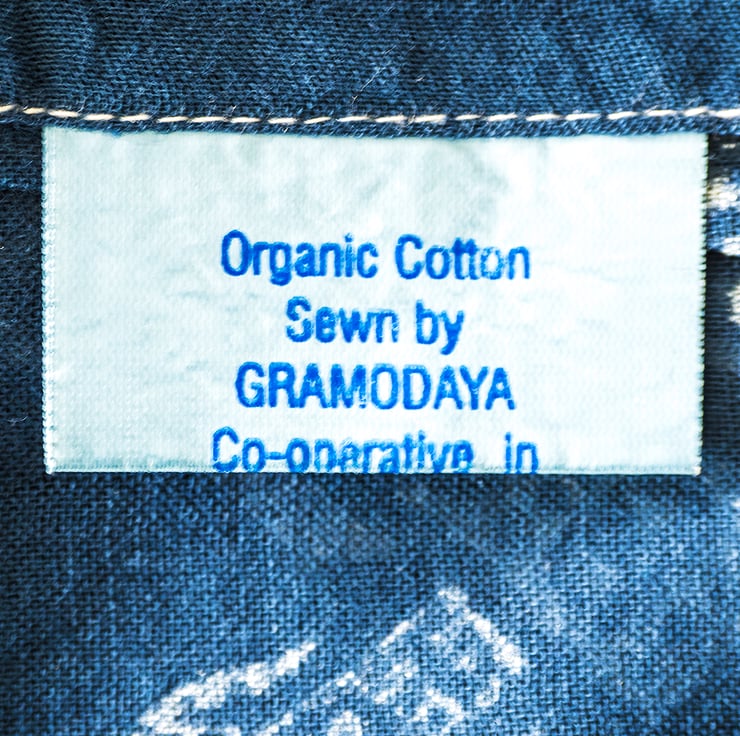 Organic Cotton
Sewn by
GRAMODAYA
Co-operative in